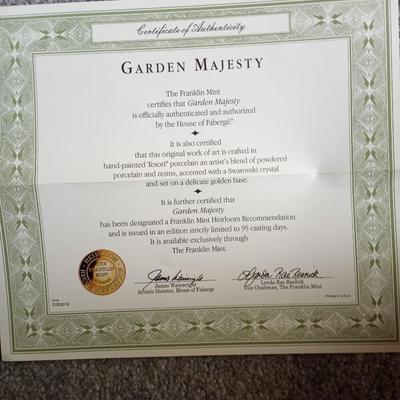 Certificate of Authenticity
GARDEN MAJESTY
The Franklin Mint
certifies that Garden Majesty
is officially authenticated and authorized
by the House of Fabergé.™
It is also certified
that this original work of art is crafted in
hand-painted Tesori® porcelain an artist's blend of powdered
porcelain and resins, accented with a Swarovski crystal
and set on a delicate golden base.
It is further certified that
Garden Majesty
has been designated a Franklin Mint Heirloom Recommendation
and is issued in an edition strictly limited to 95 casting days.
It is available exclusively through
The Franklin Mint.
THE
FRANKLIN
MINT
James Wainwright
Artistic Director, House of Fabergé
Lynda Rae Resnick
Vice Chairman, The Franklin Mint
Printed in U.S.A.